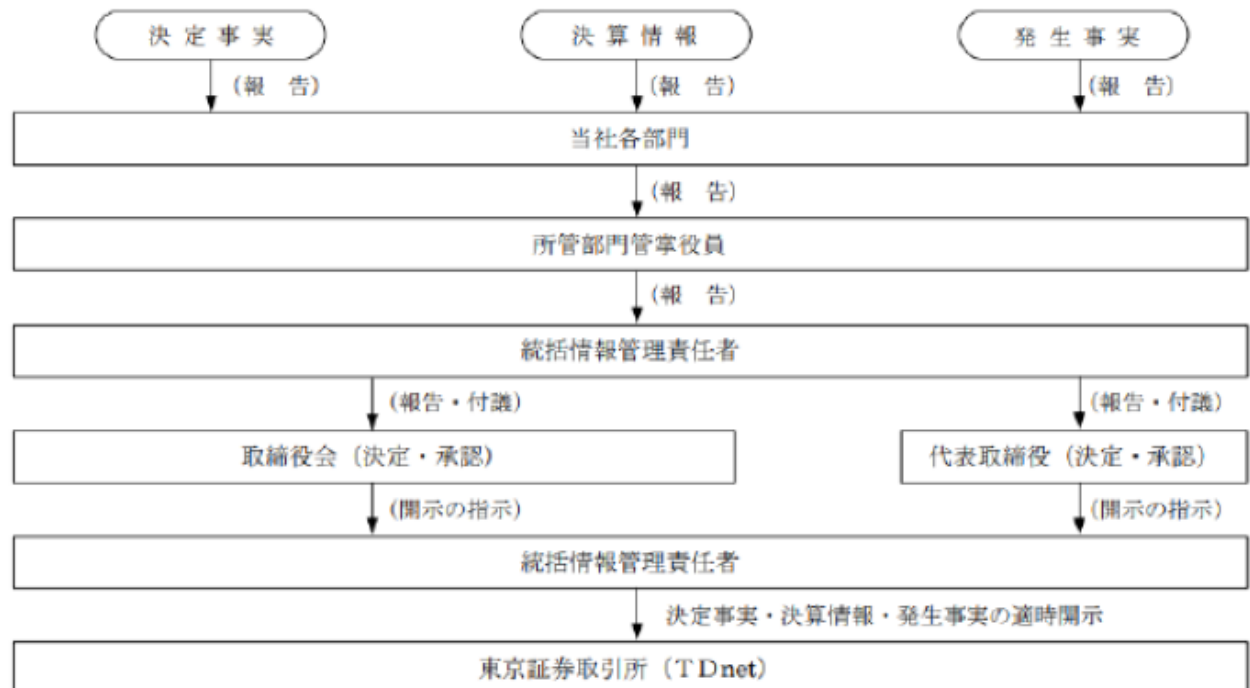 決定事実 決算情報 発生事実
(報 告) (報 告) (報 告)
当社各部門
(報 告)
所管部門管掌役員
(報 告)
統括情報管理責任者
(報告・付議) (報告・付議)
取締役会(決定・承認) 代表取締役(決定・承認)
(開示の指示) (開示の指示)
統括情報管理責任者
決定事実・決算情報・発生事実の適時開示
東京証券取引所(TDnet)